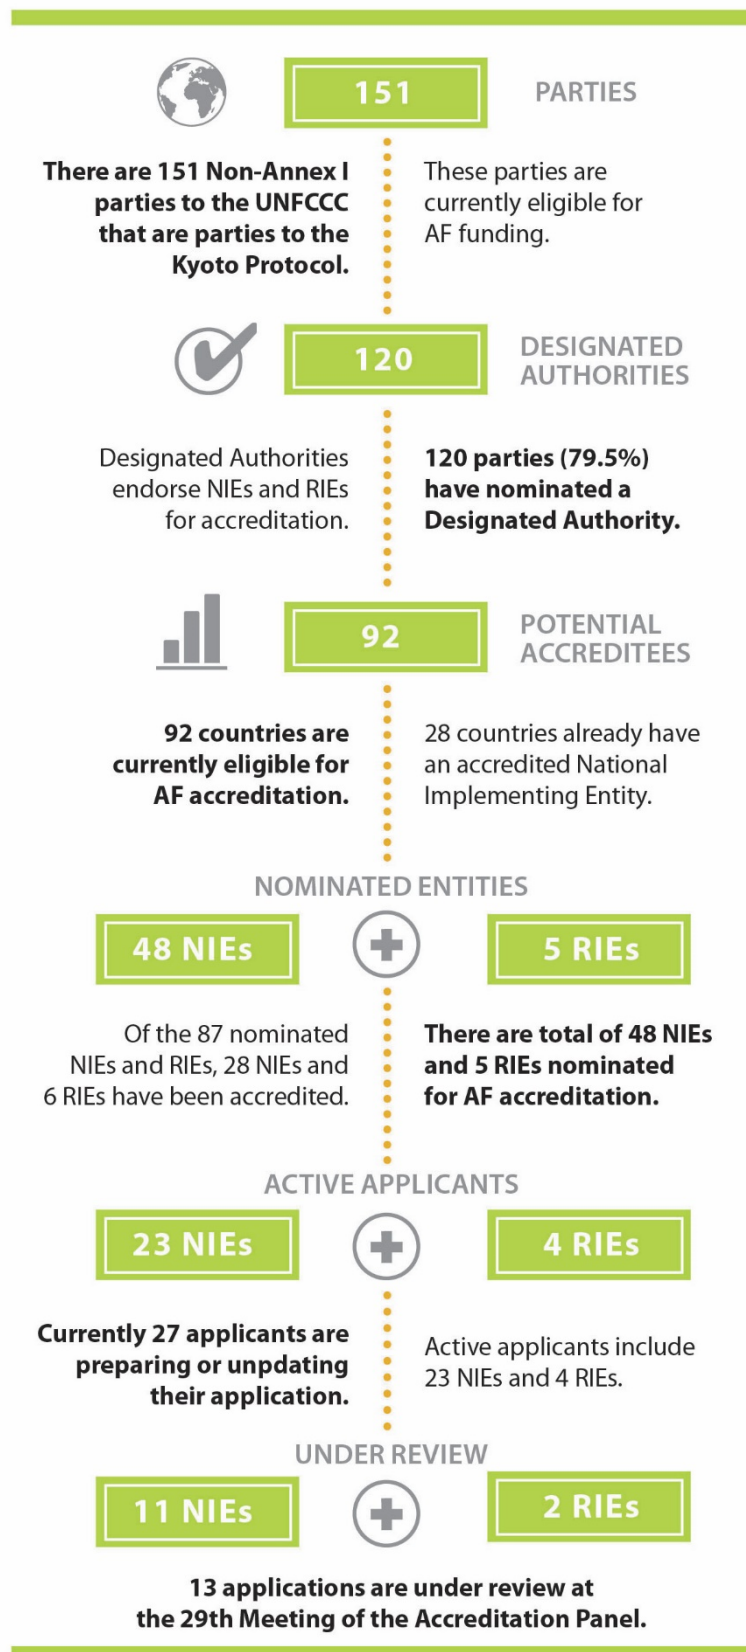 151
PARTIES
There are 151 Non-Annex I
parties to the UNFCCC
that are parties to the
Kyoto Protocol.
These parties are
currently eligible for
AF funding.
120
DESIGNATED
AUTHORITIES
Designated Authorities
endorse NIEs and RIEs
for accreditation.
120 parties (79.5%)
have nominated a
Designated Authority.
92
POTENTIAL
ACCREDITEES
92 countries are
currently eligible for
AF accreditation.
28 countries already have
an accredited National
Implementing Entity.
NOMINATED ENTITIES
48 NIEs
5 RIEs
Of the 87 nominated
NIEs and RIEs, 28 NIEs and
6 RIEs have been accredited.
There are total of 48 NIEs
and 5 RIEs nominated
for AF accreditation.
ACTIVE APPLICANTS
23 NIEs
4 RIEs
Currently 27 applicants are
preparing or unpdating
their application.
Active applicants include
23 NIEs and 4 RIEs.
UNDER REVIEW
11 NIEs
2 RIEs
13 applications are under review at
the 29th Meeting of the Accreditation Panel.